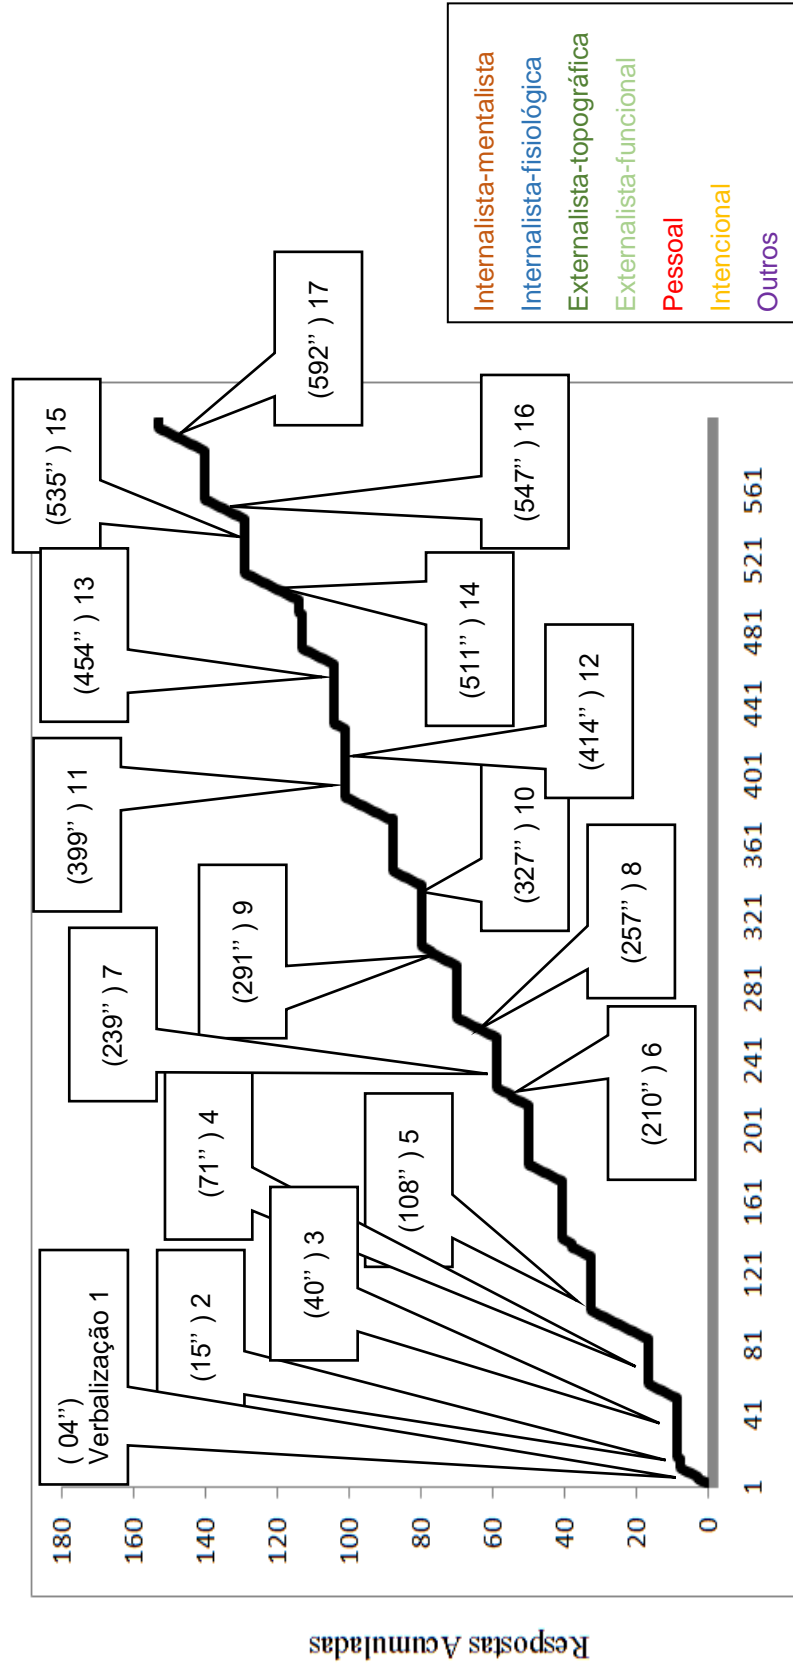 ( 04”)
Verbalização 1
(15” ) 2
(40” ) 3
(71” ) 4
(108” ) 5
(210” ) 6
(239” ) 7
(257” ) 8
(291” ) 9
(327” ) 10
(399” ) 11
(414” ) 12
(454” ) 13
(511” ) 14
(535” ) 15
(547” ) 16
(592” ) 17
Respostas Acumuladas
180
160
140
120
100
80
60
40
20
0
1 41 81 121 161 201 241 281 321 361 401 441 481 521 561
Internalista-mentalista
Internalista-fisiológica
Externalista-topográfica
Externalista-funcional
Pessoal
Intencional
Outros